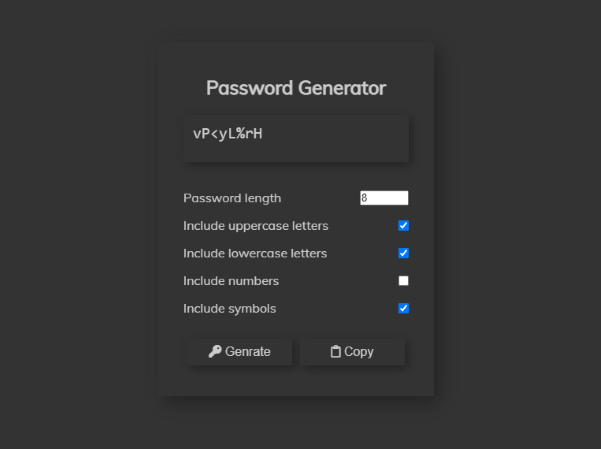 Password Generator
vP<yL%rH
Password length 8
Include uppercase letters
Include lowercase letters
Include numbers
Include symbols
Genrate Copy